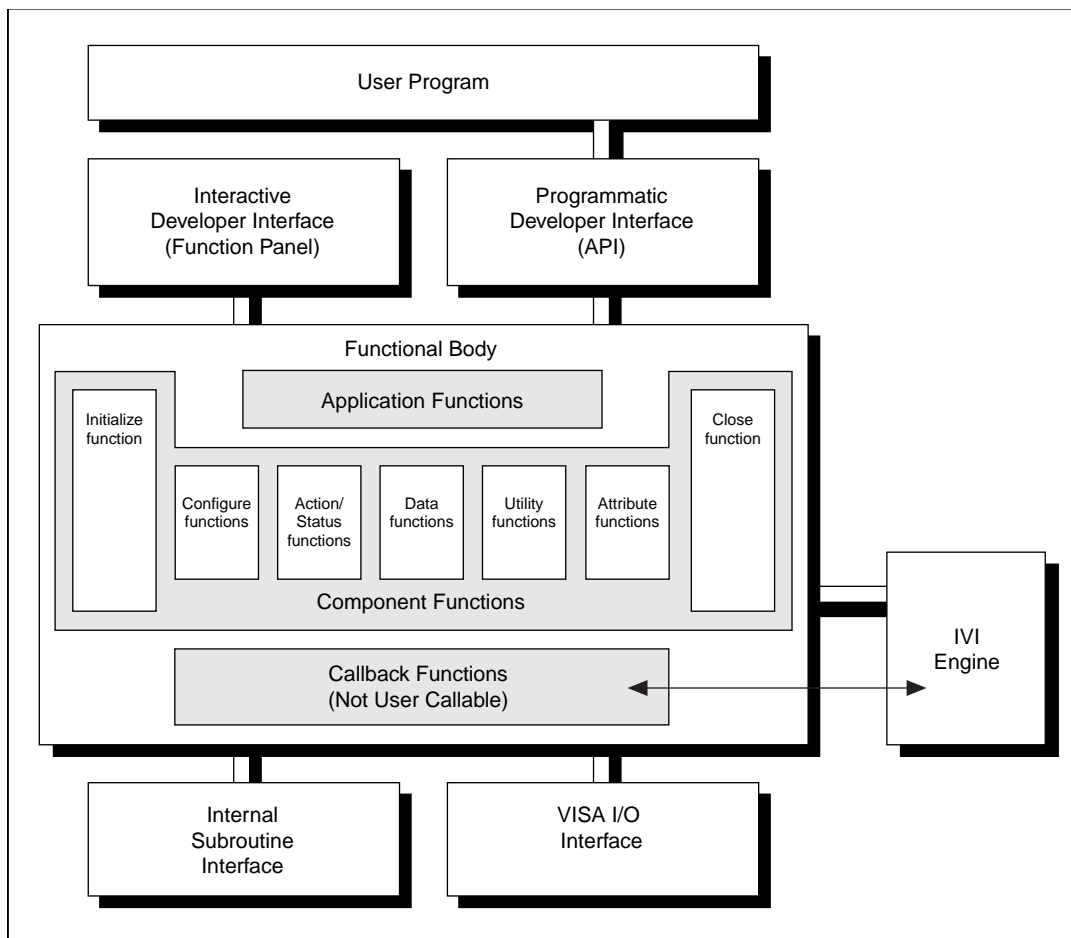 User Program
Interactive
Developer Interface
(Function Panel)
Programmatic
Developer Interface
(API)
Functional Body
Application Functions
Initialize
function
Close
function
Configure
functions
Action/
Status
functions
Data
functions
Utility
functions
Attribute
functions
Component Functions
Callback Functions
(Not User Callable)
IVI
Engine
Internal
Subroutine
Interface
VISA I/O
Interface